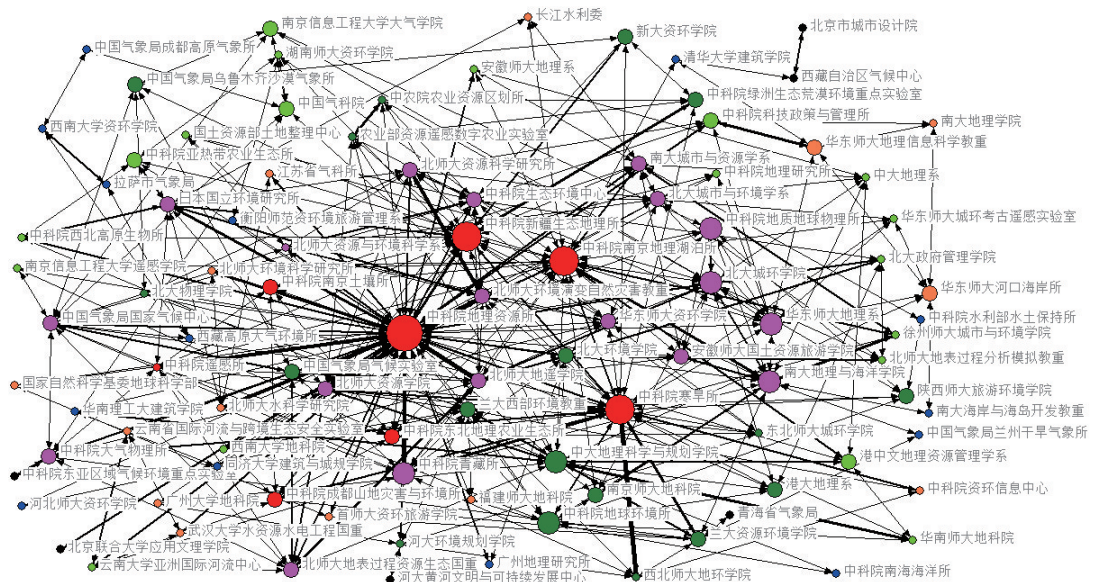 南京信息工程大学大气学院
长江水利委
北京市城市设计院
中国气象局成都高原气象所
湖南师大资环学院
新大资环学院
清华大学建筑学院
安徽师大地理系
西藏自治区气候中心
中国气象局乌鲁木齐沙漠气象所
中农院农业资源区划所
中科院绿洲生态荒漠环境重点实验室
中国气科院
中科院科技政策与管理所
南大地理学院
西南大学资环学院
国土资源部土地整理中心
农业部资源遥感数字农业实验室
华东师大地理信息科学教重
中科院亚热带农业生态所
北师大资源科学研究所
南大城市与资源学系
江苏省气科所
中科院地理研究所
中大地理系
拉萨市气象局
日本国立环境研究所
中科院生态环境中心
北大城市与环境学系
衡阳师范资环境旅游管理系
中科院新疆生态地理所
中科院地质地球物理所
华东师大城环考古遥感实验室
中科院西北高原生物所
北师大资源与环境科学系
中科院南京地理湖泊所
北大政府管理学院
南京信息工程大学遥感学院
北师大环境科学研究所
中科院南京土壤所
北大城环学院
北大物理学院
北师大环境演变自然灾害教重
华东师大河口海岸所
中国气象局国家气候中心
中科院地理资源所
华东师大资环学院
华东师大地理系
中科院水利部水土保持所
西藏高原大气环境所
徐州师大城市与环境学院
中科院遥感所
中国气象局气候实验室
北大环境学院
安徽师大国土资源旅游学院
北师大地表过程分析模拟教重
国家自然科学基委地球科学部
北师大资源学院
北师大地遥学院
南大地理与海洋学院
陕西师大旅游环境学院
华南理工大建筑学院
北师大水科学研究院
兰大西部环境教重
中科院寒旱所
南大海岸与海岛开发教重
云南省国际河流与跨境生态安全实验室
中科院东北地理农业生态所
东北师大城环学院
中国气象局兰州干旱气象所
中科院大气物理所
西南大学地科院
中大地理科学与规划学院
港中文地理资源管理学系
中科院东亚区域气候环境重点实验室
同济大学建筑与城规学院
中科院青藏所
河北师大资环学院
广州大学地科院
中科院成都山地灾害与环境所
福建师大地科院
南京师大地科院
港大地理系
中科院资环信息中心
首师大资环旅游学院
青海省气象局
武汉大学水资源水电工程国重
中科院地球环境所
兰大资源环境学院
华南师大地科院
北京联合大学应用文理学院
河大环境规划学院
云南大学亚洲国际河流中心
北师大地表过程资源生态国重
广州地理研究所
河大黄河文明与可持续发展中心
西北师大地理学院
中科院南海海洋所